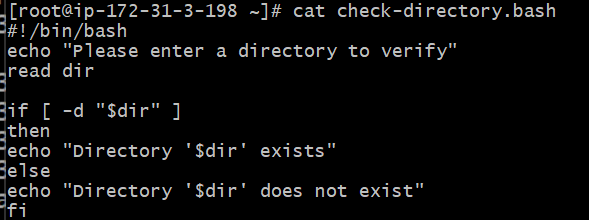 [root@ip-172-31-3-198 ~]# cat check-directory.bash
#!/bin/bash
echo "Please enter a directory to verify"
read dir

if [ -d "$dir" ]
then
echo "Directory '$dir' exists"
else
echo "Directory '$dir' does not exist"
fi